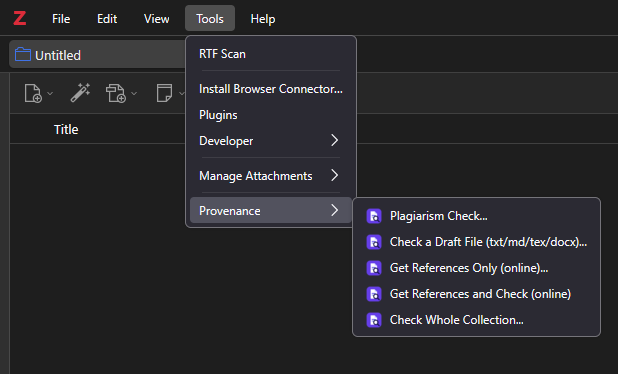 Z File Edit View Tools Help
Untitled
RTF Scan
Install Browser Connector...
Plugins
Developer
Manage Attachments
Provenance
Title
Plagiarism Check...
Check a Draft File (txt/md/tex/docx)...
Get References Only (online)...
Get References and Check (online)
Check Whole Collection...